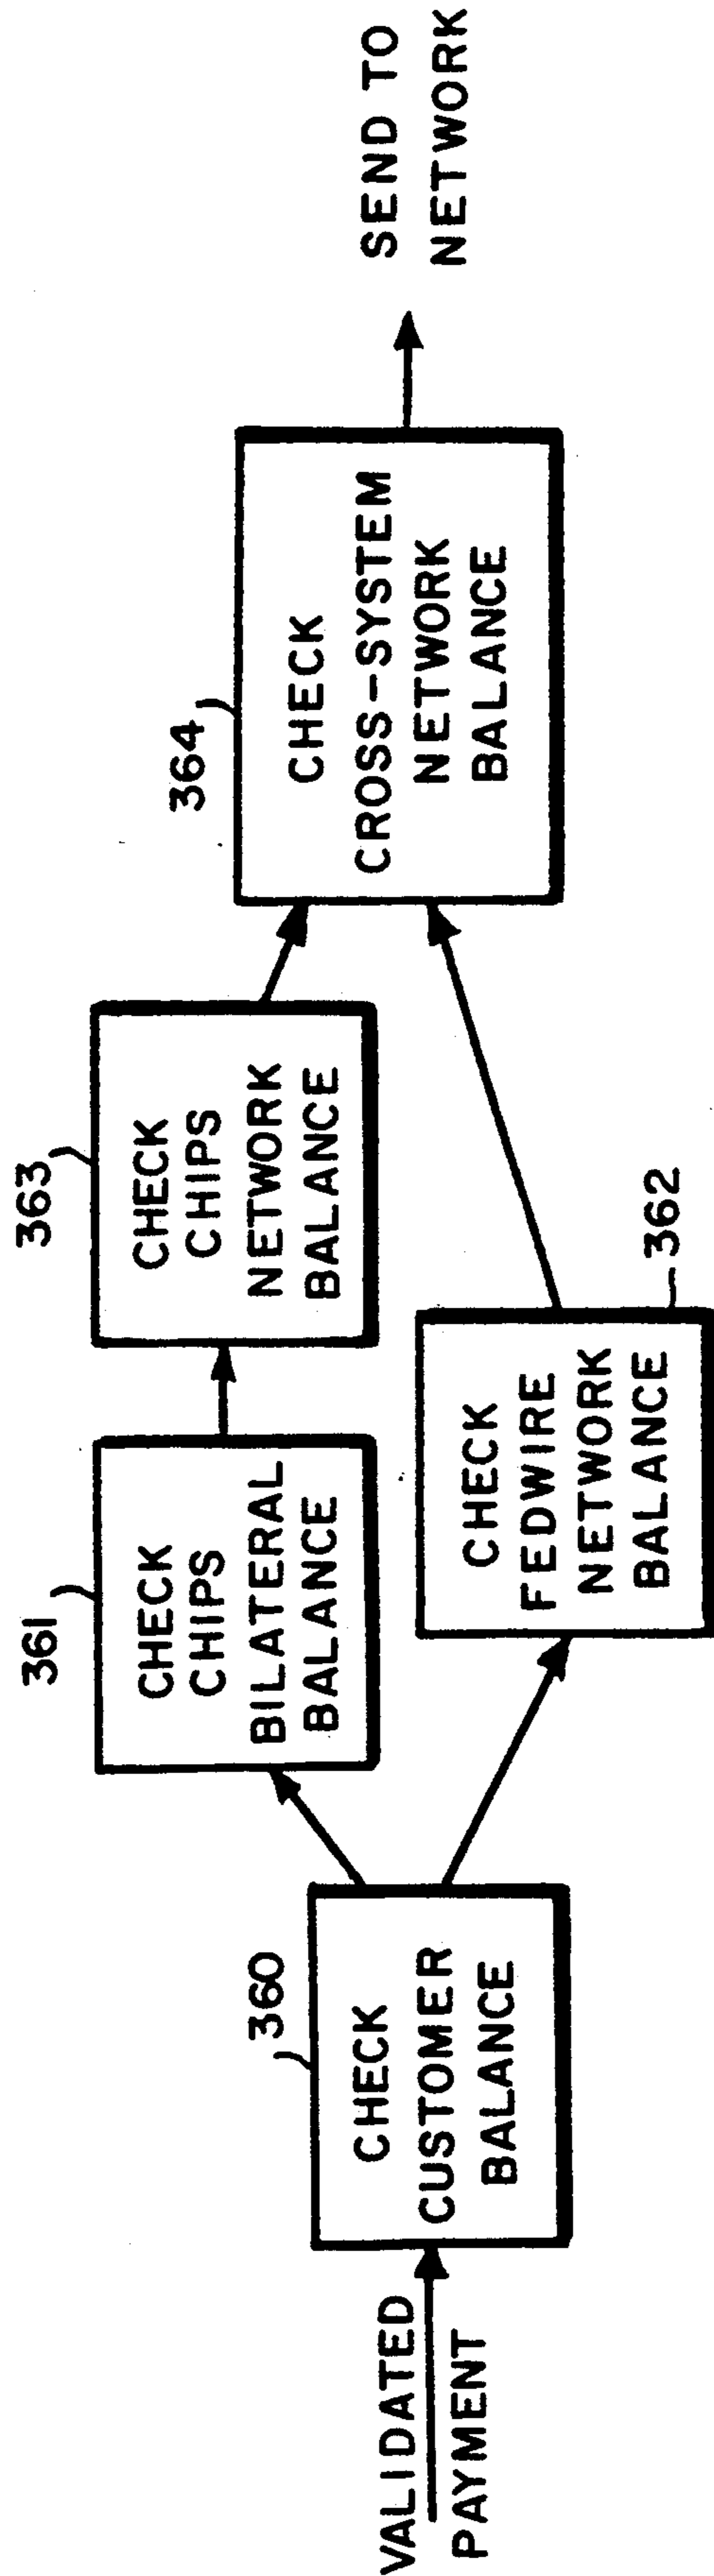 VALIDATED
PAYMENT
360
CHECK
CUSTOMER
BALANCE
361
CHECK
CHIPS
BILATERAL
BALANCE
363
CHECK
CHIPS
NETWORK
BALANCE
CHECK
FEDWIRE
NETWORK
BALANCE
362
364
CHECK
CROSS-SYSTEM
NETWORK
BALANCE
SEND TO
NETWORK